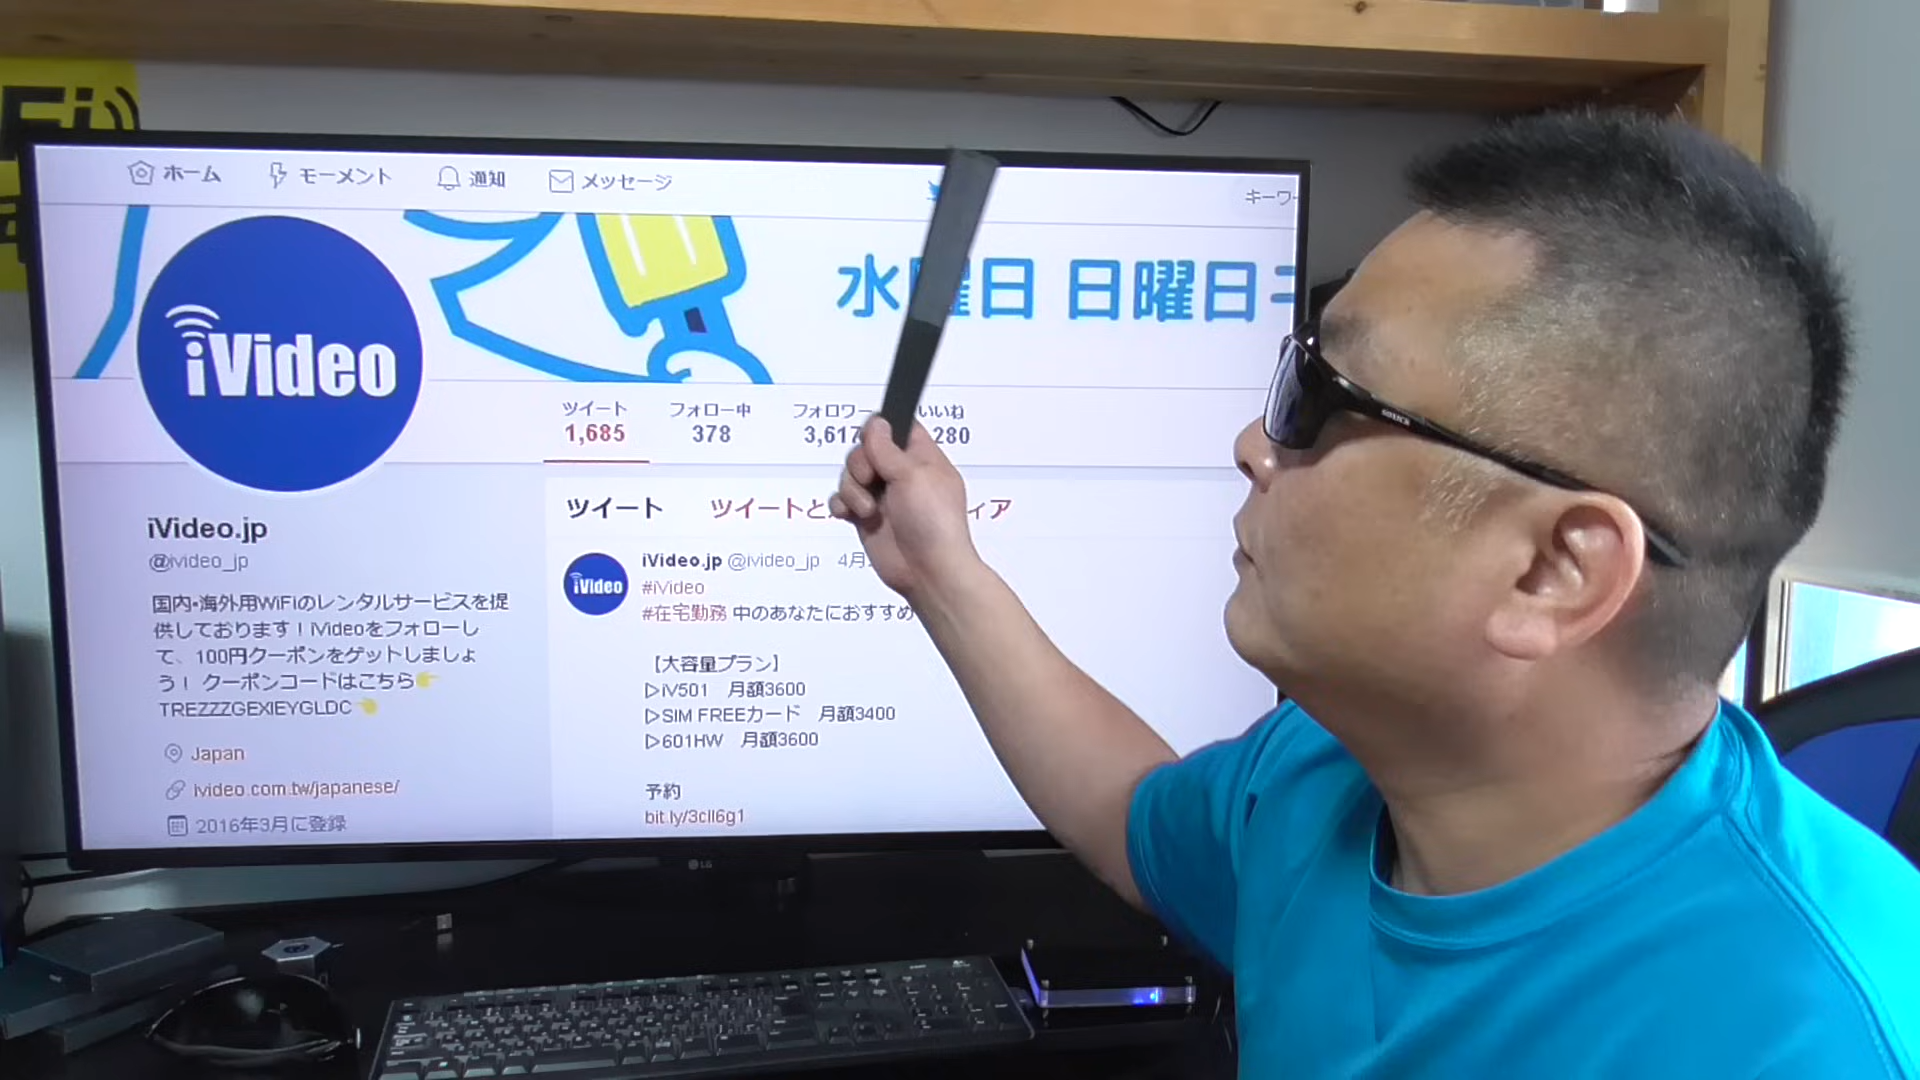 Fi
ホーム モーメント 通知 メッセージ
キーワー
水曜日 日曜日
iVideo
ツイート フォロー中 フォロワー いいね
1,685 378 3,617 280
ツイート ツイートと ィア
iVideo.jp
@ivideo_jp
国内・海外用WiFiのレンタルサービスを提
供しております！iVideoをフォローし
て、100円クーポンをゲットしましょ
う！ クーポンコードはこちら👉
TREZZZGEXIEYGLDC👈
Japan
ivideo.com.tw/japanese/
2016年3月に登録
iVideo
iVideo.jp @ivideo_jp 4月
#iVideo
#在宅勤務 中のあなたにおすすめ
【大容量プラン】
▷iV501 月額3600
▷SIM FREEカード 月額3400
▷601HW 月額3600
予約
bit.ly/3cll6g1
LG